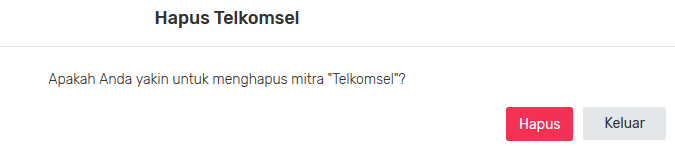 Hapus Telkomsel
Apakah Anda yakin untuk menghapus mitra "Telkomsel"?
Hapus Keluar